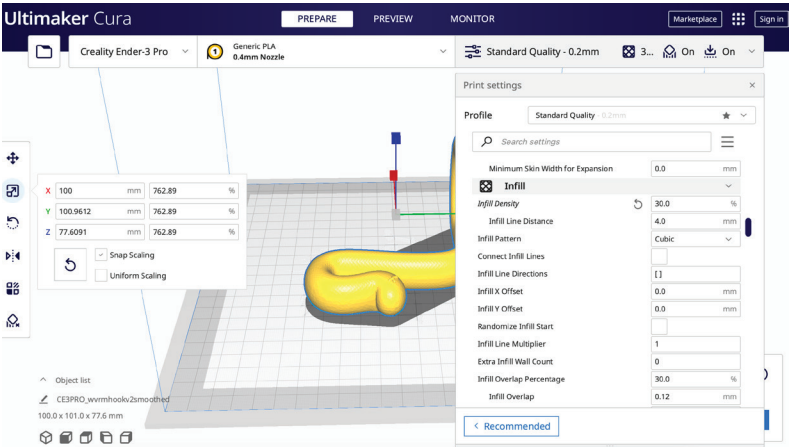 Ultimaker Cura
PREPARE PREVIEW MONITOR
Marketplace Sign in
Creality Ender-3 Pro
1 Generic PLA
0.4mm Nozzle
Standard Quality - 0.2mm 3... On On
Print settings
Profile Standard Quality - 0.2mm
Search settings
Minimum Skin Width for Expansion 0.0 mm
Infill
Infill Density 30.0 %
Infill Line Distance 4.0 mm
Infill Pattern Cubic
Connect Infill Lines
Infill Line Directions [ ]
Infill X Offset 0.0 mm
Infill Y Offset 0.0 mm
Randomize Infill Start
Infill Line Multiplier 1
Extra Infill Wall Count 0
Infill Overlap Percentage 30.0 %
Infill Overlap 0.12 mm
Recommended
X 100 mm 762.89 %
Y 100.9612 mm 762.89 %
Z 77.6091 mm 762.89 %
Snap Scaling
Uniform Scaling
Object list
CE3PRO_wvrmhookv2smoothed
100.0 x 101.0 x 77.6 mm